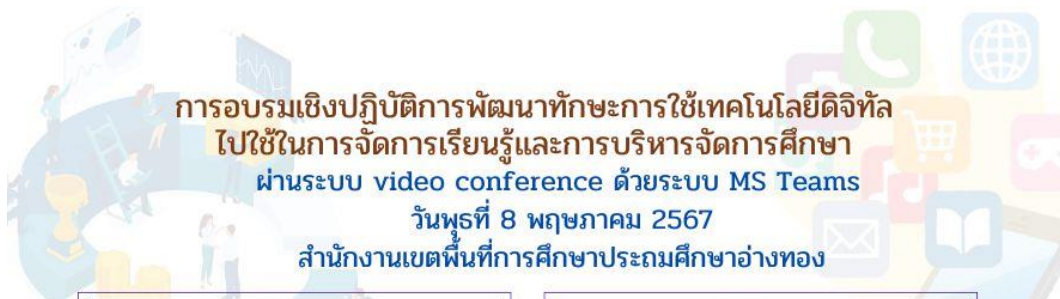 การอบรมเชิงปฏิบัติการพัฒนาทักษะการใช้เทคโนโลยีดิจิทัล
ไปใช้ในการจัดการเรียนรู้และการบริหารจัดการศึกษา
ผ่านระบบ video conference ด้วยระบบ MS Teams
วันพุธที่ 8 พฤษภาคม 2567
สำนักงานเขตพื้นที่การศึกษาประถมศึกษาอ่างทอง